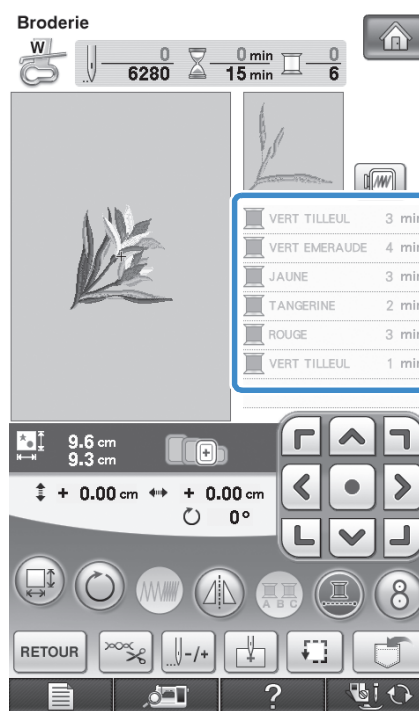 Broderie
W
0 0 min 0
6280 15 min 6
VERT TILLEUL 3 min
VERT EMERAUDE 4 min
JAUNE 3 min
TANGERINE 2 min
ROUGE 3 min
VERT TILLEUL 1 min
9.6 cm
9.3 cm
+ 0.00 cm + 0.00 cm
0°
A B C
8
RETOUR
-/+
?